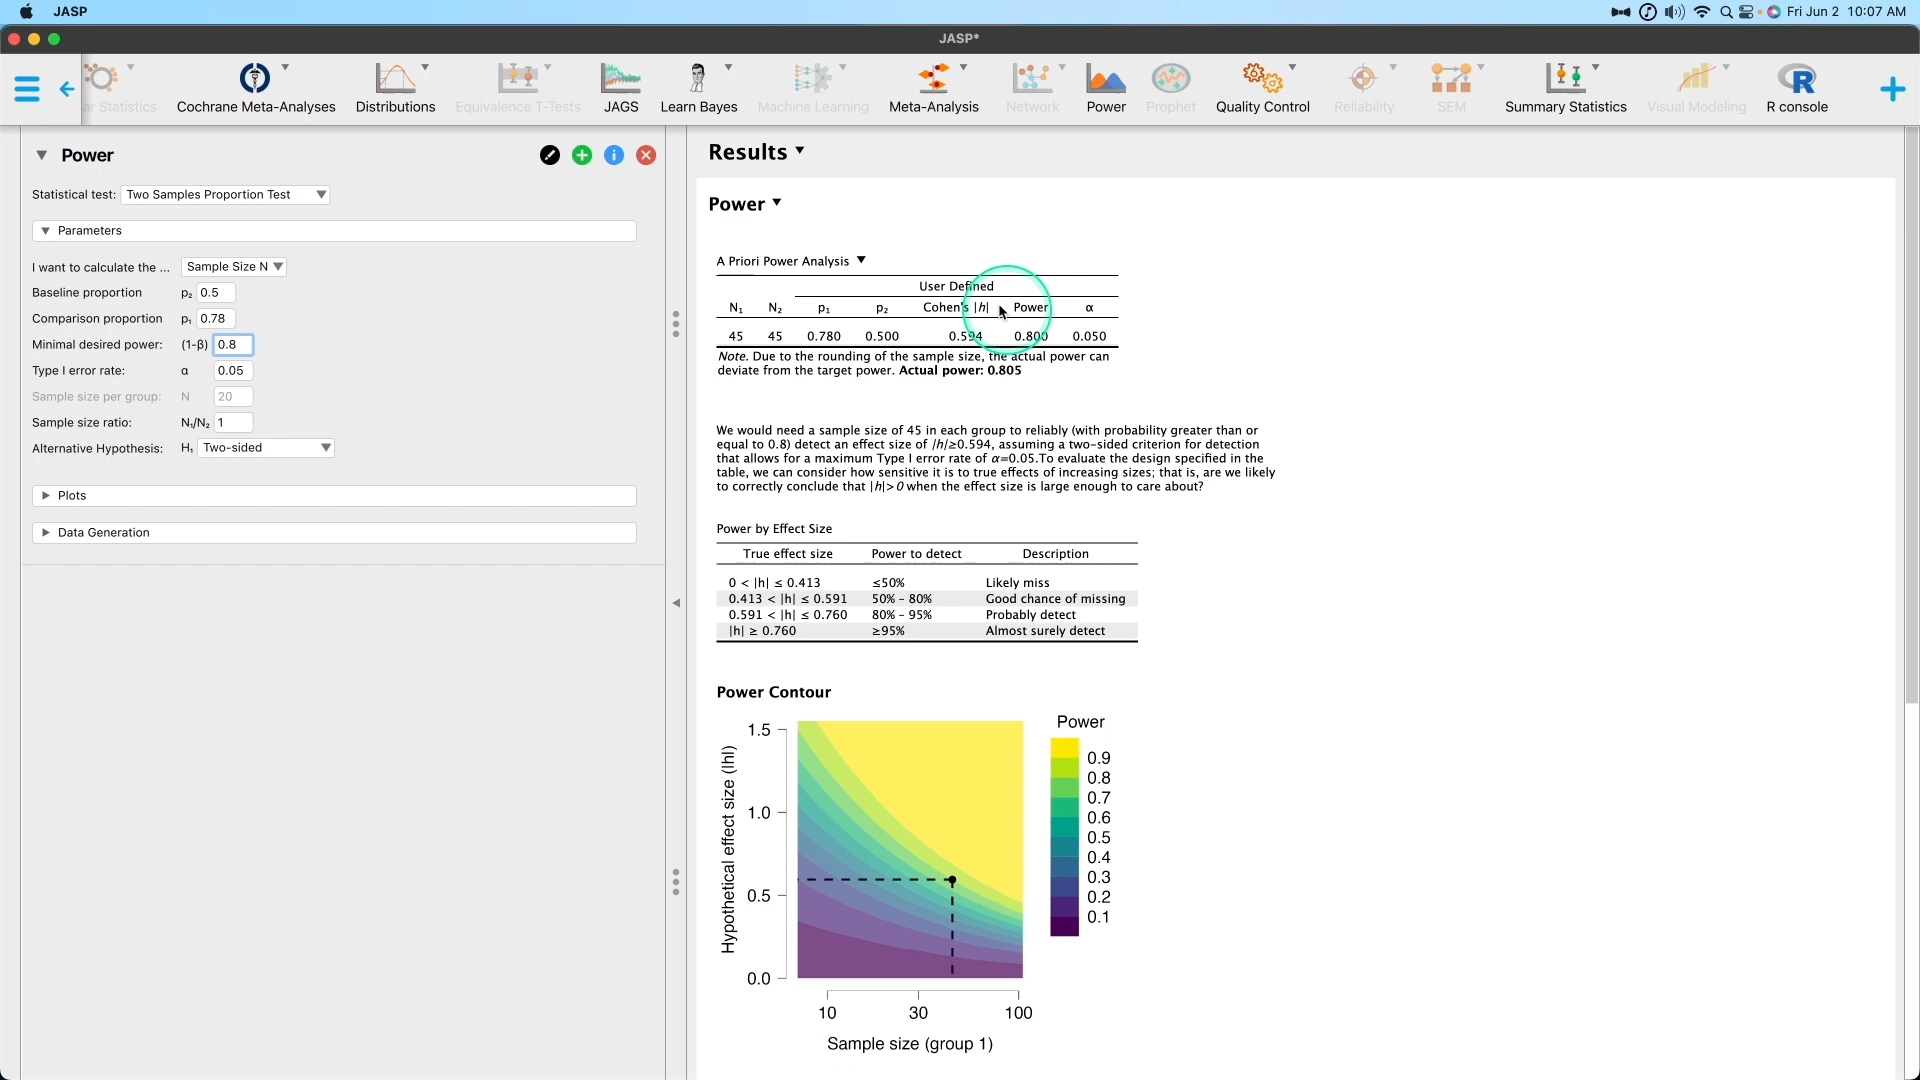 JASP
Fri Jun 2 10:07 AM
JASP*
ar Statistics
Cochrane Meta-Analyses
Distributions
Equivalence T-Tests
JAGS
Learn Bayes
Machine Learning
Meta-Analysis
Network
Power
Prophet
Quality Control
Reliability
SEM
Summary Statistics
Visual Modeling
R console
Power
Statistical test: Two Samples Proportion Test
Parameters
I want to calculate the ... Sample Size N
Baseline proportion p₂ 0.5
Comparison proportion p₁ 0.78
Minimal desired power: (1-β) 0.8
Type I error rate: α 0.05
Sample size per group: N 20
Sample size ratio: N₁/N₂ 1
Alternative Hypothesis: H₁ Two-sided
Plots
Data Generation
Results
Power
A Priori Power Analysis
User Defined
N₁ N₂ p₁ p₂ Cohen's |h| Power α
45 45 0.780 0.500 0.594 0.800 0.050
Note. Due to the rounding of the sample size, the actual power can
deviate from the target power. Actual power: 0.805
We would need a sample size of 45 in each group to reliably (with probability greater than or
equal to 0.8) detect an effect size of |h|≥0.594, assuming a two-sided criterion for detection
that allows for a maximum Type I error rate of α=0.05.To evaluate the design specified in the
table, we can consider how sensitive it is to true effects of increasing sizes; that is, are we likely
to correctly conclude that |h|>0 when the effect size is large enough to care about?
Power by Effect Size
True effect size Power to detect Description
0 < |h| ≤ 0.413 ≤50% Likely miss
0.413 < |h| ≤ 0.591 50% – 80% Good chance of missing
0.591 < |h| ≤ 0.760 80% – 95% Probably detect
|h| ≥ 0.760 ≥95% Almost surely detect
Power Contour
Hypothetical effect size (|h|)
1.5
1.0
0.5
0.0
10 30 100
Sample size (group 1)
Power
0.9
0.8
0.7
0.6
0.5
0.4
0.3
0.2
0.1